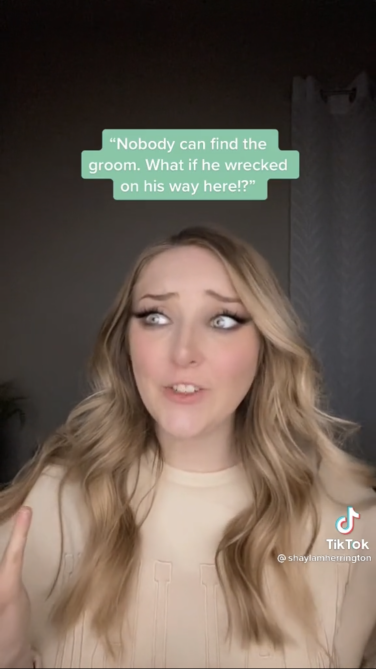 “Nobody can find the
groom. What if he wrecked
on his way here!?”
TikTok
@shaylamherrington